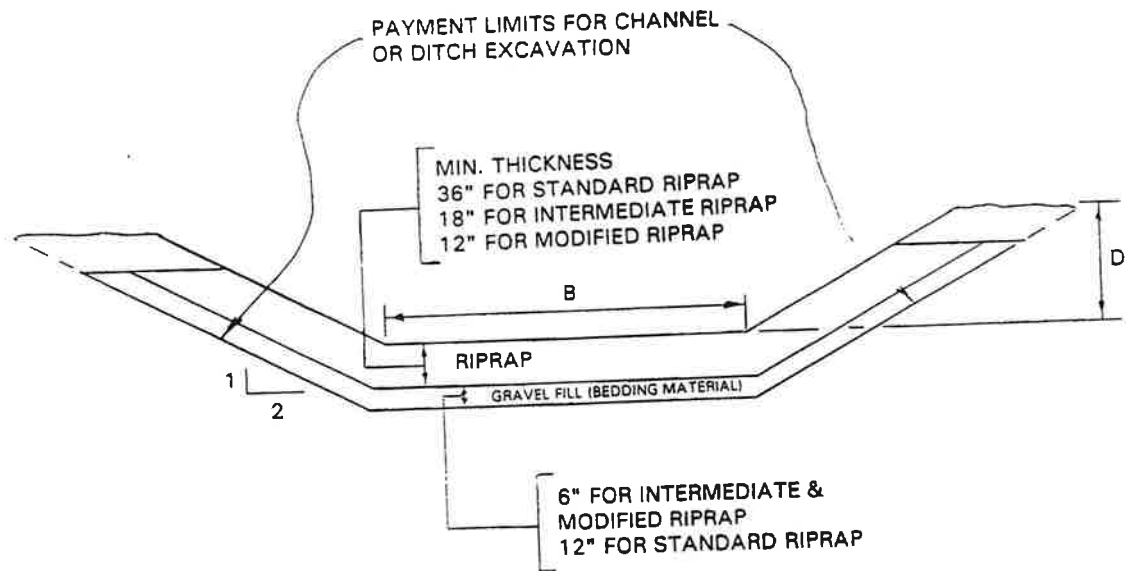 PAYMENT LIMITS FOR CHANNEL
OR DITCH EXCAVATION
MIN. THICKNESS
36" FOR STANDARD RIPRAP
18" FOR INTERMEDIATE RIPRAP
12" FOR MODIFIED RIPRAP
B
D
RIPRAP
GRAVEL FILL (BEDDING MATERIAL)
1
2
6" FOR INTERMEDIATE &
MODIFIED RIPRAP
12" FOR STANDARD RIPRAP